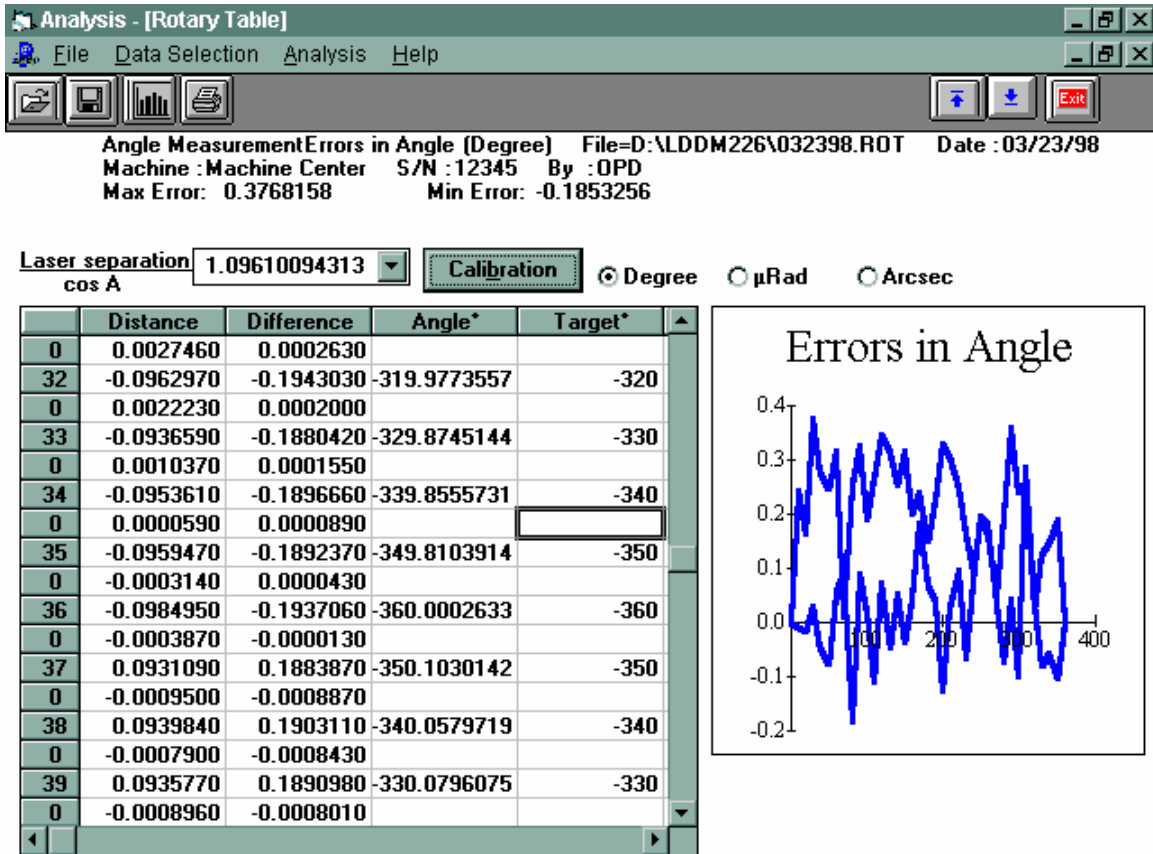 Analysis - [Rotary Table]
File Data Selection Analysis Help
Exit
Angle MeasurementErrors in Angle (Degree) File=D:\LDDM226\032398.ROT Date :03/23/98
Machine :Machine Center S/N :12345 By :OPD
Max Error: 0.3768158 Min Error: -0.1853256
Laser separation
cos A
1.09610094313
Calibration
Degree
µRad
Arcsec
Distance Difference Angle* Target*
0 0.0027460 0.0002630
32 -0.0962970 -0.1943030 -319.9773557 -320
0 0.0022230 0.0002000
33 -0.0936590 -0.1880420 -329.8745144 -330
0 0.0010370 0.0001550
34 -0.0953610 -0.1896660 -339.8555731 -340
0 0.0000590 0.0000890
35 -0.0959470 -0.1892370 -349.8103914 -350
0 -0.0003140 0.0000430
36 -0.0984950 -0.1937060 -360.0002633 -360
0 -0.0003870 -0.0000130
37 0.0931090 0.1883870 -350.1030142 -350
0 -0.0009500 -0.0008870
38 0.0939840 0.1903110 -340.0579719 -340
0 -0.0007900 -0.0008430
39 0.0935770 0.1890980 -330.0796075 -330
0 -0.0008960 -0.0008010
Errors in Angle
0.4
0.3
0.2
0.1
0.0
-0.1
-0.2
100 200 300 400